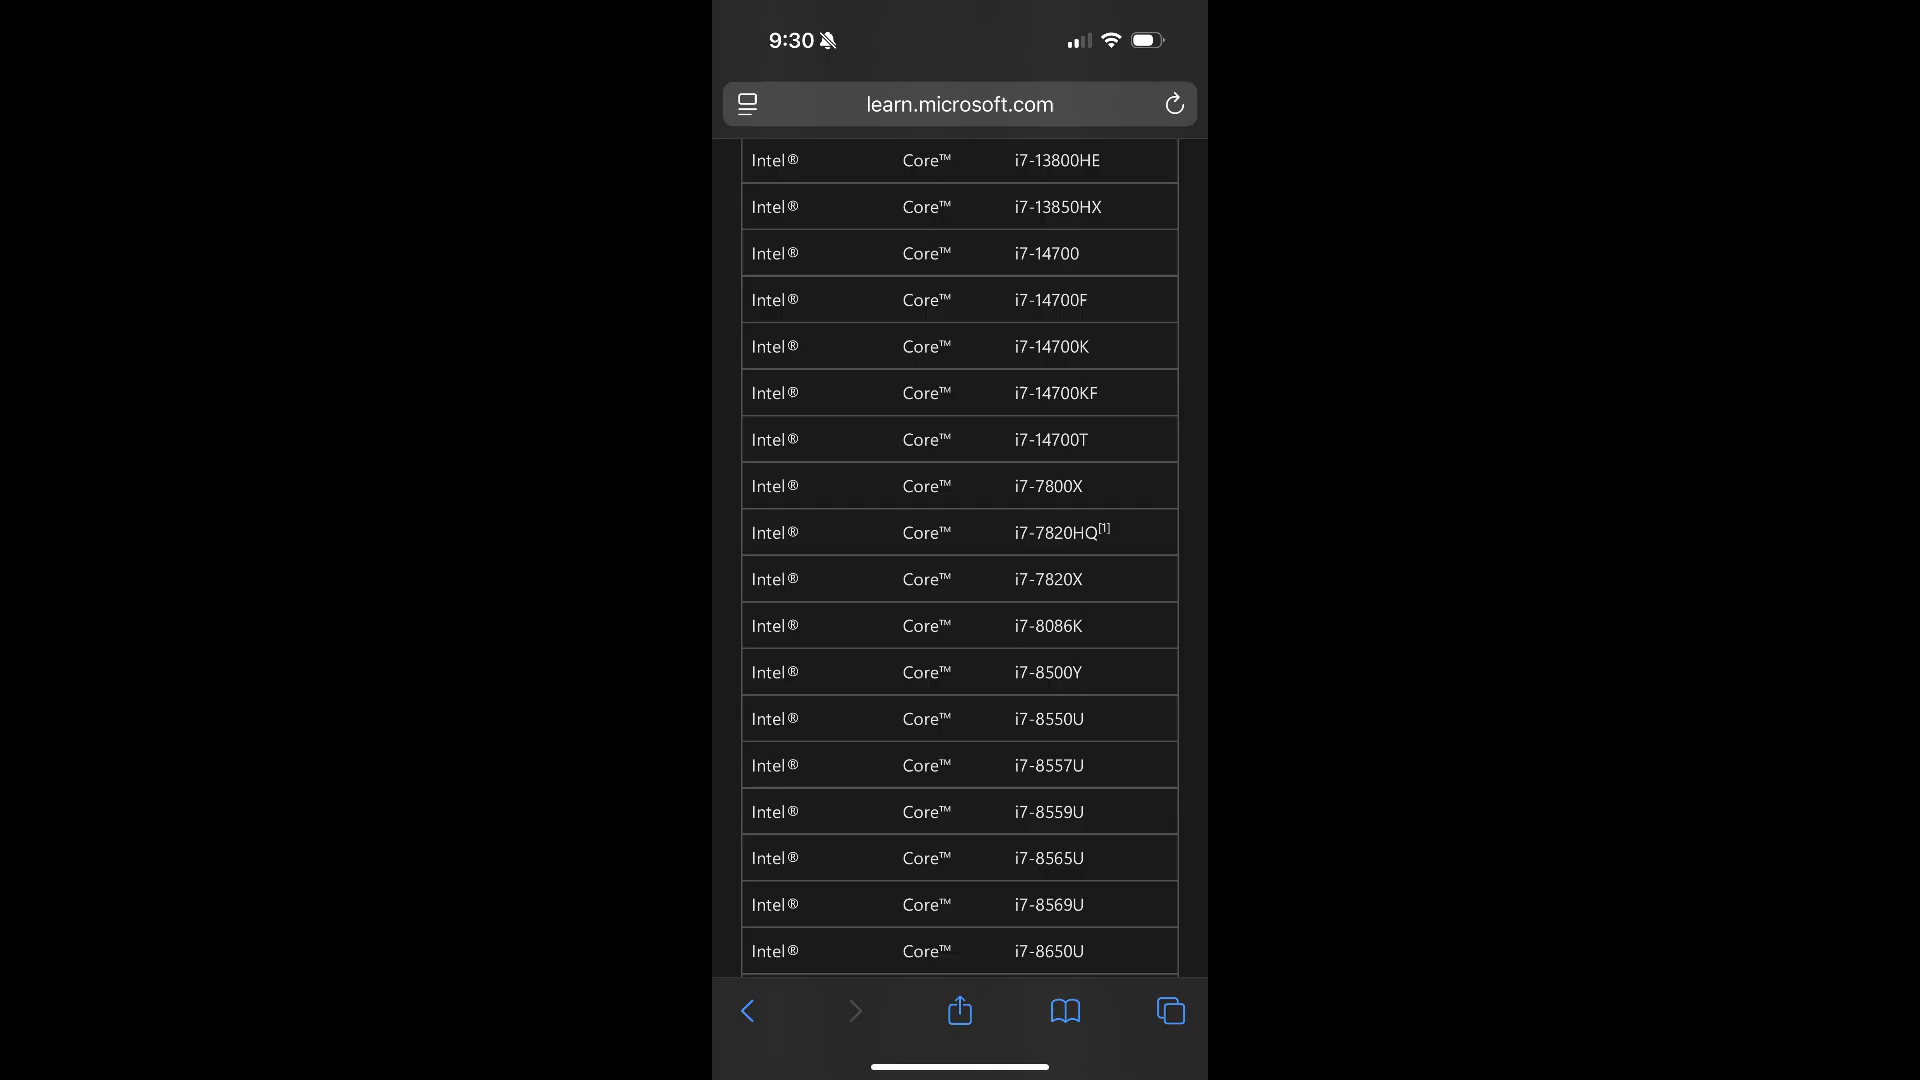 9:30
learn.microsoft.com
Intel® Core™ i7-13800HE
Intel® Core™ i7-13850HX
Intel® Core™ i7-14700
Intel® Core™ i7-14700F
Intel® Core™ i7-14700K
Intel® Core™ i7-14700KF
Intel® Core™ i7-14700T
Intel® Core™ i7-7800X
Intel® Core™ i7-7820HQ[1]
Intel® Core™ i7-7820X
Intel® Core™ i7-8086K
Intel® Core™ i7-8500Y
Intel® Core™ i7-8550U
Intel® Core™ i7-8557U
Intel® Core™ i7-8559U
Intel® Core™ i7-8565U
Intel® Core™ i7-8569U
Intel® Core™ i7-8650U